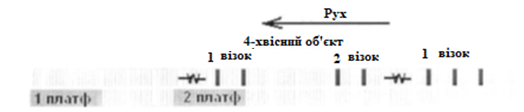 Рух
4-хвісний об'єкт
1 візок 2 візок 1 візок
1 платф 2 платф